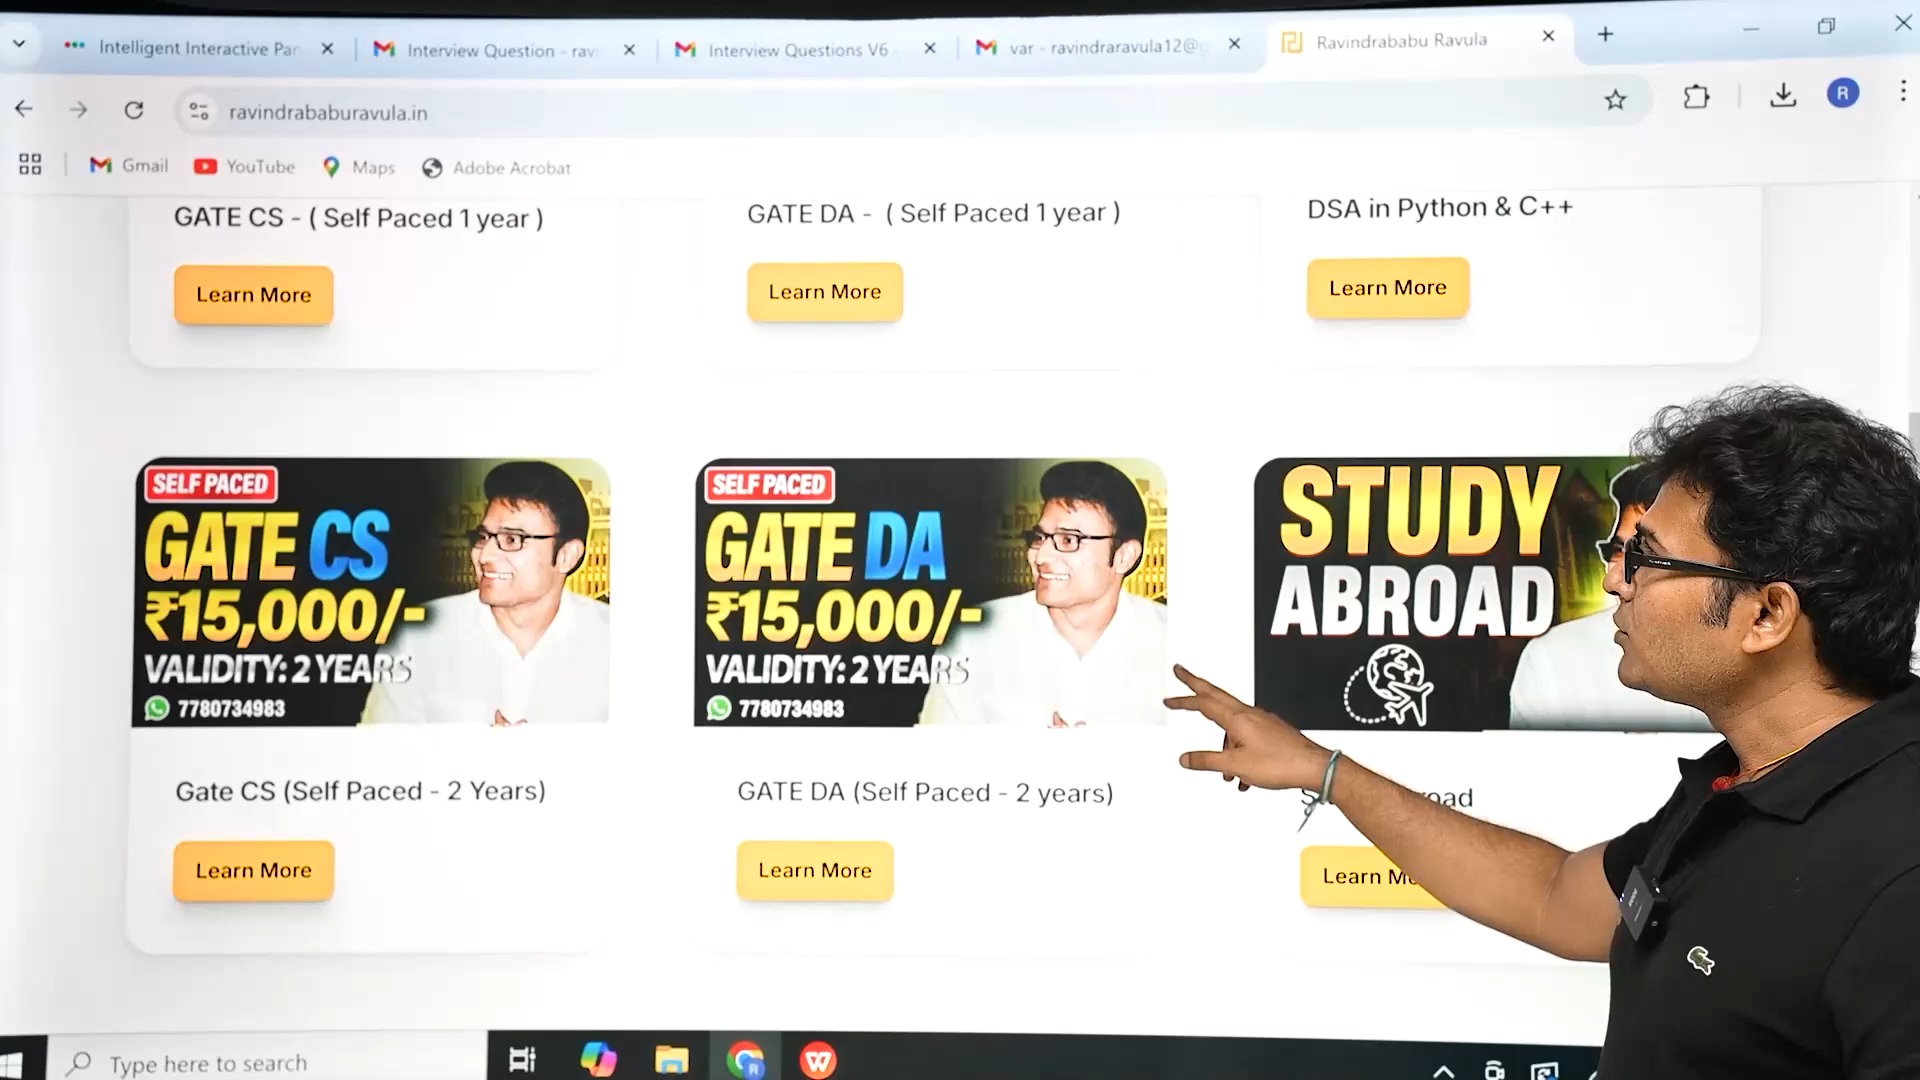 Intelligent Interactive Par
Interview Question - rav
Interview Questions V6
var - ravindraravula12@g
Ravindrababu Ravula
ravindrababuravula.in
R
Gmail
YouTube
Maps
Adobe Acrobat
GATE CS - ( Self Paced 1 year )
GATE DA - ( Self Paced 1 year )
DSA in Python & C++
Learn More
Learn More
Learn More
SELF PACED
GATE CS
₹15,000/-
VALIDITY: 2 YEARS
7780734983
SELF PACED
GATE DA
₹15,000/-
VALIDITY: 2 YEARS
7780734983
STUDY
ABROAD
Gate CS (Self Paced - 2 Years)
GATE DA (Self Paced - 2 years)
Learn More
Learn More
Learn
Type here to search